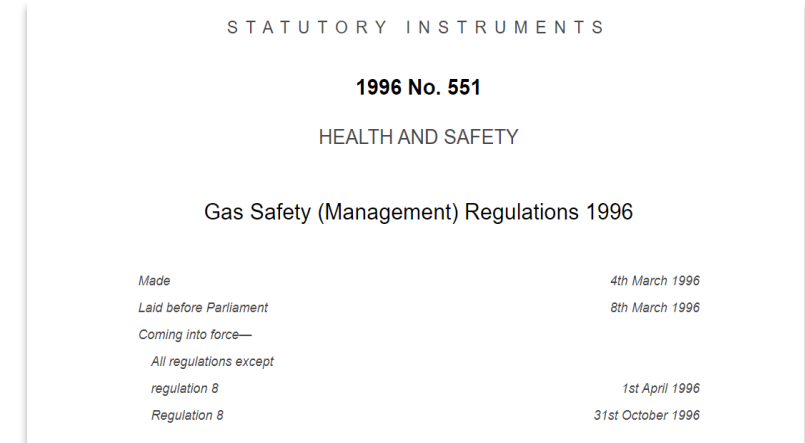 STATUTORY INSTRUMENTS
1996 No. 551
HEALTH AND SAFETY
Gas Safety (Management) Regulations 1996
Made 4th March 1996
Laid before Parliament 8th March 1996
Coming into force—
All regulations except
regulation 8 1st April 1996
Regulation 8 31st October 1996